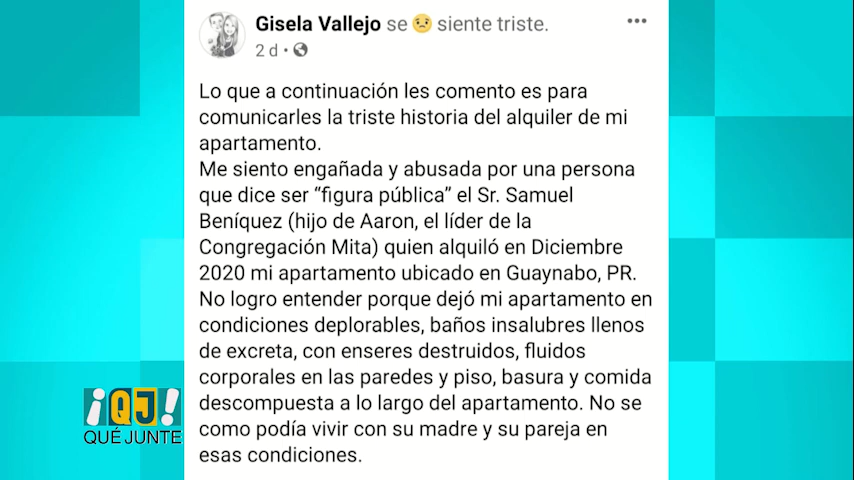 Gisela Vallejo se 😟 siente triste.
2 d •
Lo que a continuación les comento es para
comunicarles la triste historia del alquiler de mi
apartamento.
Me siento engañada y abusada por una persona
que dice ser “figura pública” el Sr. Samuel
Beníquez (hijo de Aaron, el líder de la
Congregación Mita) quien alquiló en Diciembre
2020 mi apartamento ubicado en Guaynabo, PR.
No logro entender porque dejó mi apartamento en
condiciones deplorables, baños insalubres llenos
de excreta, con enseres destruidos, fluidos
corporales en las paredes y piso, basura y comida
descompuesta a lo largo del apartamento. No se
como podía vivir con su madre y su pareja en
esas condiciones.
¡QJ!
QUÉ JUNTE